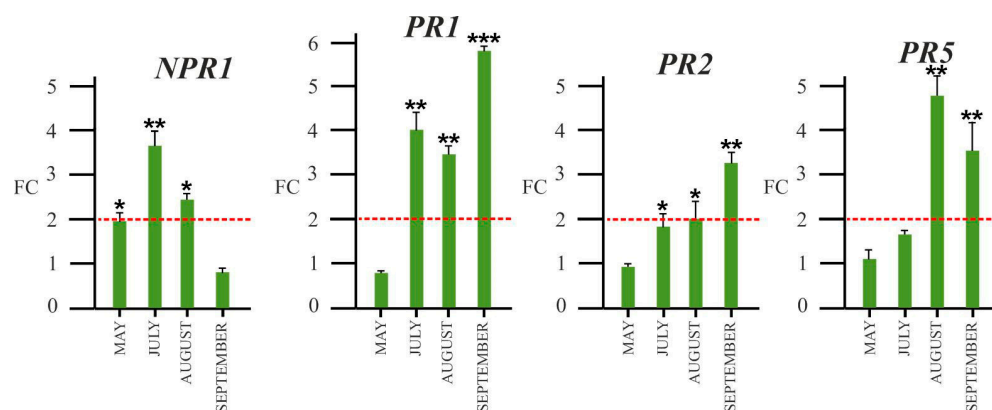 NPR1
5
4
3
FC
2
1
0
*
**
*
MAY
JULY
AUGUST
SEPTEMBER
PR1
6
5
4
3
FC
2
1
0
**
**
***
MAY
JULY
AUGUST
SEPTEMBER
PR2
5
4
3
FC
2
1
0
*
*
**
MAY
JULY
AUGUST
SEPTEMBER
PR5
5
4
3
FC
2
1
0
**
**
MAY
JULY
AUGUST
SEPTEMBER